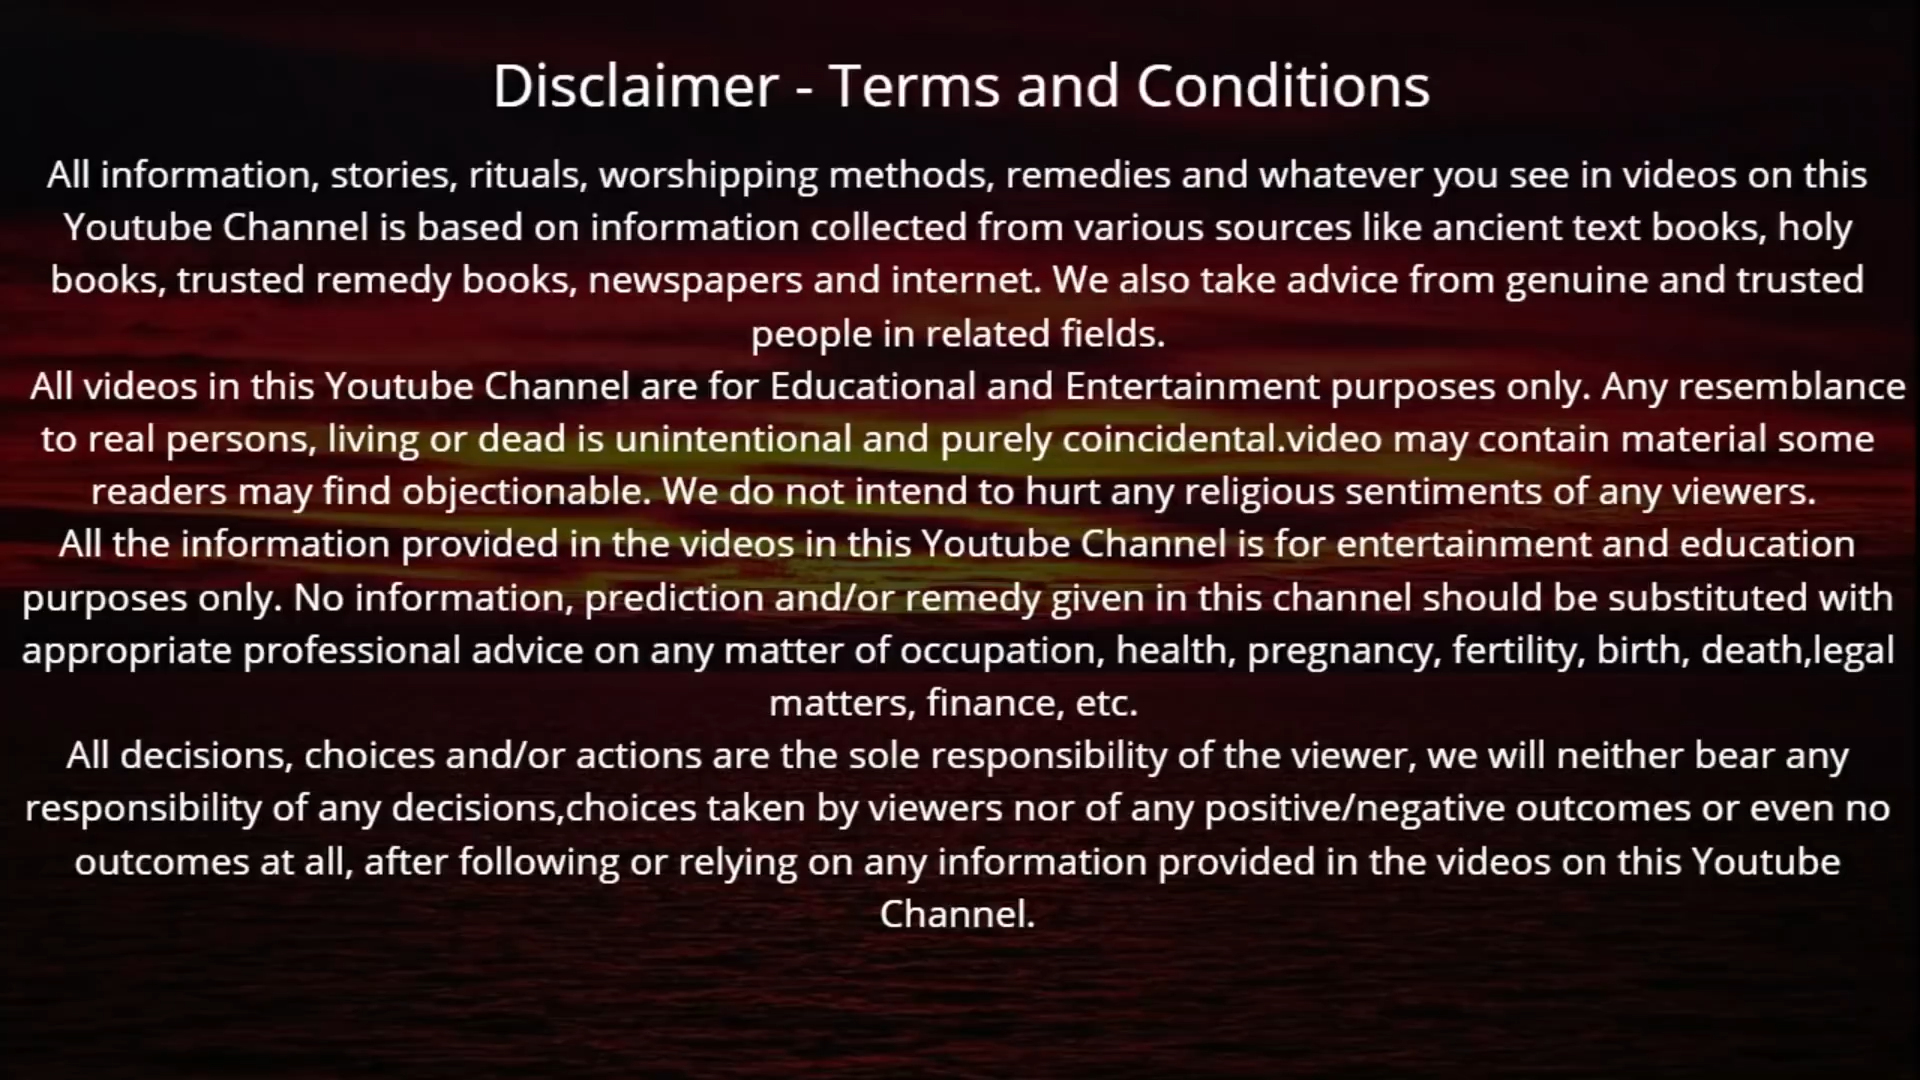 Disclaimer - Terms and Conditions
All information, stories, rituals, worshipping methods, remedies and whatever you see in videos on this
Youtube Channel is based on information collected from various sources like ancient text books, holy
books, trusted remedy books, newspapers and internet. We also take advice from genuine and trusted
people in related fields.
All videos in this Youtube Channel are for Educational and Entertainment purposes only. Any resemblance
to real persons, living or dead is unintentional and purely coincidental.video may contain material some
readers may find objectionable. We do not intend to hurt any religious sentiments of any viewers.
All the information provided in the videos in this Youtube Channel is for entertainment and education
purposes only. No information, prediction and/or remedy given in this channel should be substituted with
appropriate professional advice on any matter of occupation, health, pregnancy, fertility, birth, death,legal
matters, finance, etc.
All decisions, choices and/or actions are the sole responsibility of the viewer, we will neither bear any
responsibility of any decisions,choices taken by viewers nor of any positive/negative outcomes or even no
outcomes at all, after following or relying on any information provided in the videos on this Youtube
Channel.